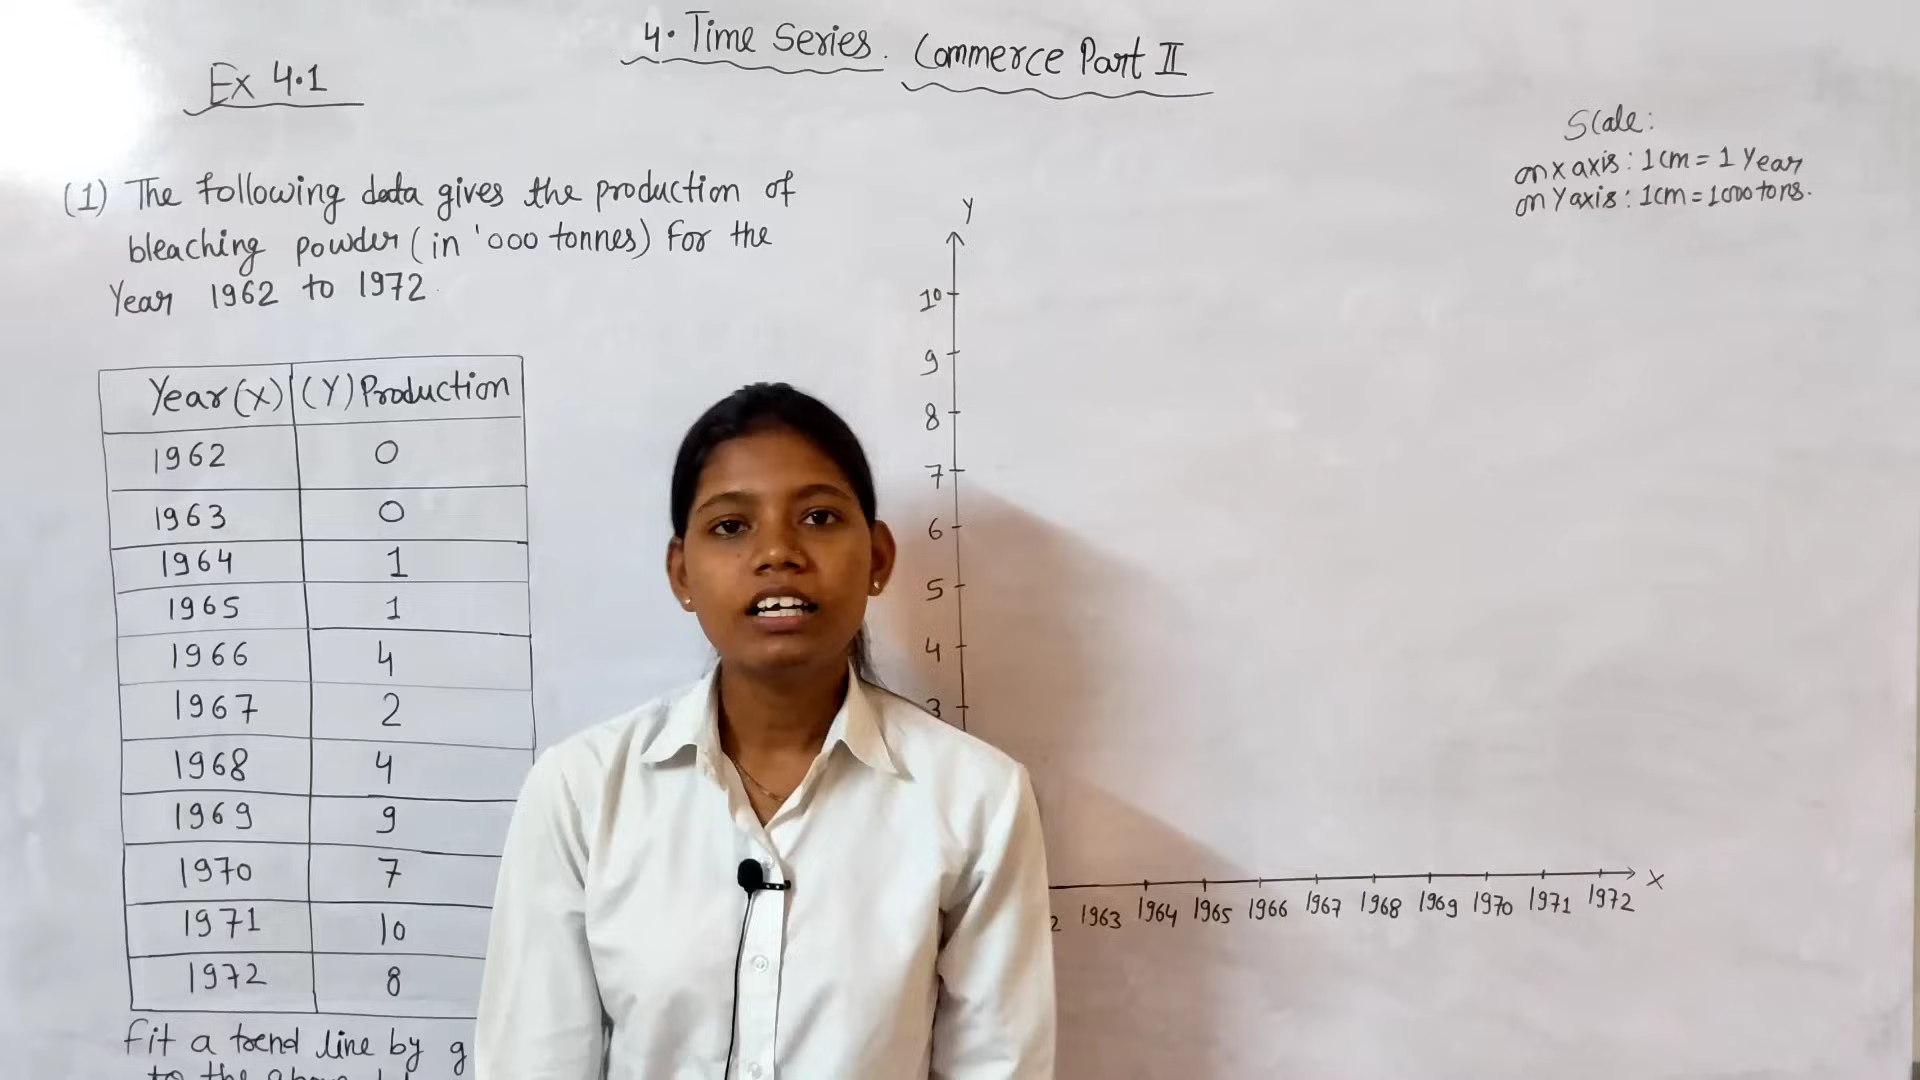 4. Time Series. Commerce Part II
Ex 4.1
Scale:
on x axis: 1cm = 1 Year
on Y axis: 1cm = 1000 tons.
(1) The following data gives the production of
bleaching powder (in '000 tonnes) for the
Year 1962 to 1972.
Year (X) (Y) Production
1962 0
1963 0
1964 1
1965 1
1966 4
1967 2
1968 4
1969 9
1970 7
1971 10
1972 8
Fit a trend line by g
to the above
Y
10
9
8
7
6
5
4
3
X
2 1963 1964 1965 1966 1967 1968 1969 1970 1971 1972